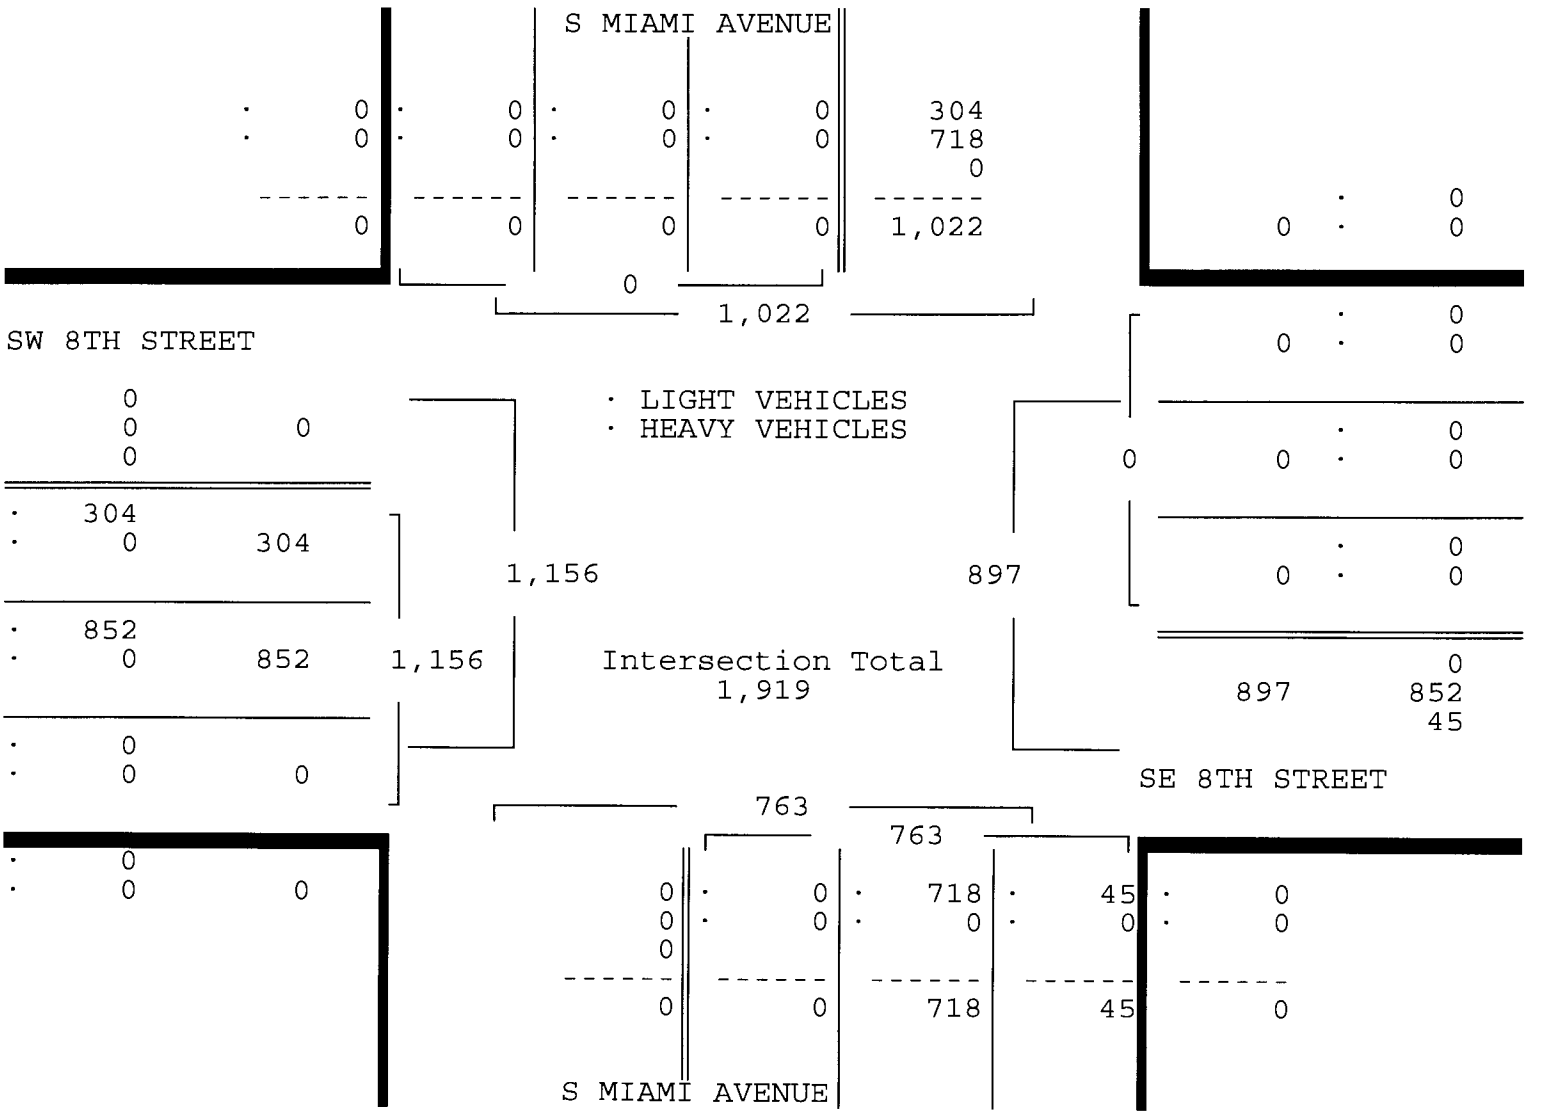 S MIAMI AVENUE
· 0 · 0 · 0 · 0 304
· 0 · 0 · 0 · 0 718
0
------ ------ ------ ------ ------
· 0
0 0 0 0 1,022 0 · 0
0
1,022 · 0
SW 8TH STREET 0 · 0
0 · LIGHT VEHICLES
0 0 · HEAVY VEHICLES · 0
0 0 0 · 0
· 304
· 0 304 · 0
1,156 897 0 · 0
· 852
· 0 852 1,156 Intersection Total 0
1,919 897 852
45
· 0
· 0 0 SE 8TH STREET
763
763
· 0
· 0 0 0 · 0 · 718 · 45 · 0
0 · 0 · 0 · 0 · 0
0
------ ------ ------ ------ ------
0 0 718 45 0
S MIAMI AVENUE